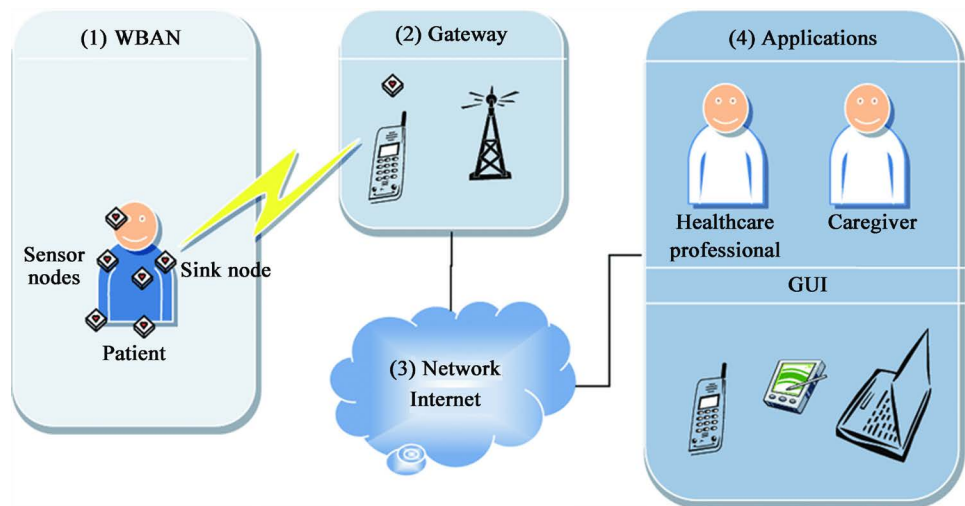 (1) WBAN
Sensor
nodes
Sink node
Patient
(2) Gateway
(3) Network
Internet
(4) Applications
Healthcare
professional
Caregiver
GUI